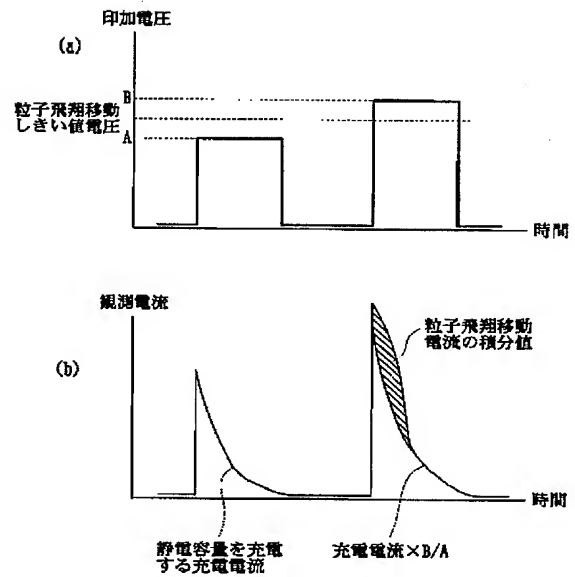 印加電圧
(a)
B
粒子飛翔移動
しきい値電圧
A
時間
観測電流
粒子飛翔移動
電流の積分値
(b)
時間
静電容量を充電
する充電電流
充電電流×B/A